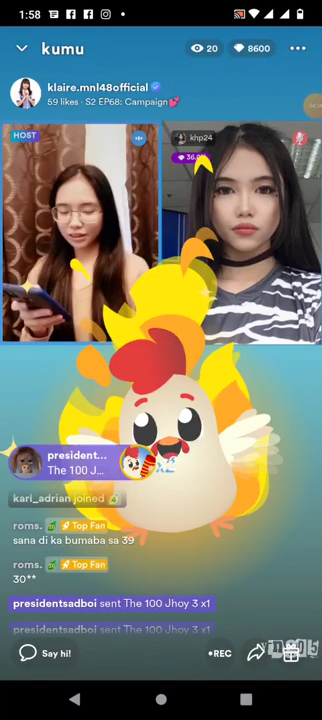 1:58
kumu
20
8600
klaire.mnl48official
59 likes · S2 EP68: Campaign💕
HOST
khp24
presidents...
The 100 J...
x2
kari_adrian joined
roms. Top Fan
sana di ka bumaba sa 39
roms. Top Fan
30**
presidentsadboi sent The 100 Jhoy 3 x1
presidentsadboi sent The 100 Jhoy 3 x1
Say hi!
•REC